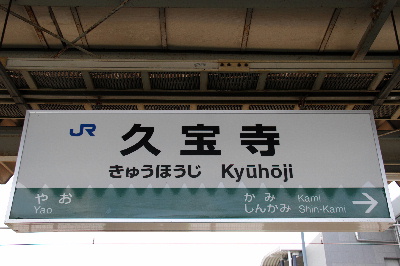 JR 久宝寺
きゅうほうじ Kyūhōji
やお かみ Kami
Yao しんかみ Shin-Kami